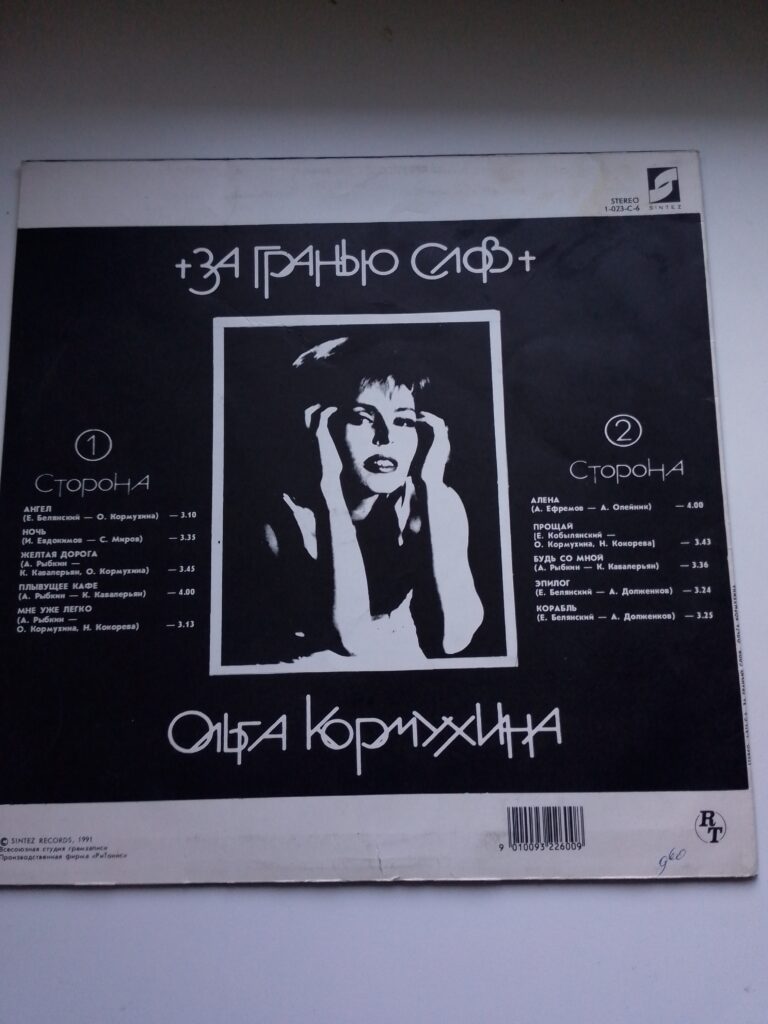 STEREO
1-023-C-6
SINTEZ
+ЗА ГРАНЬЮ СЛОВ+
1
СТОРОНА
АНГЕЛ
(Е. Белянский — О. Кормухина) — 3.10
НОЧЬ
(И. Евдокимов — С. Миров) — 3.35
ЖЕЛТАЯ ДОРОГА
(А. Рыбкин —
К. Кавалерьян, О. Кормухина) — 3.45
ПЛЫВУЩЕЕ КАФЕ
(А. Рыбкин — К. Кавалерьян) — 4.00
МНЕ УЖЕ ЛЕГКО
(А. Рыбкин —
О. Кормухина, Н. Кокорева) — 3.13
2
СТОРОНА
АЛЕНА
(А. Ефремов — А. Олейник) — 4.00
ПРОЩАЙ
(Е. Кобылянский —
О. Кормухина, Н. Кокорева) — 3.43
БУДЬ СО МНОЙ
(А. Рыбкин — К. Кавалерьян) — 3.36
ЭПИЛОГ
(Е. Белянский — А. Долженков) — 3.24
КОРАБЛЬ
(Е. Белянский — А. Долженков) — 3.25
ОЛЬГА КОРМУХИНА
© SINTEZ RECORDS, 1991
Всесоюзная студия грамзаписи
Производственная фирма «РиТонис»
9 010093 226009
RT